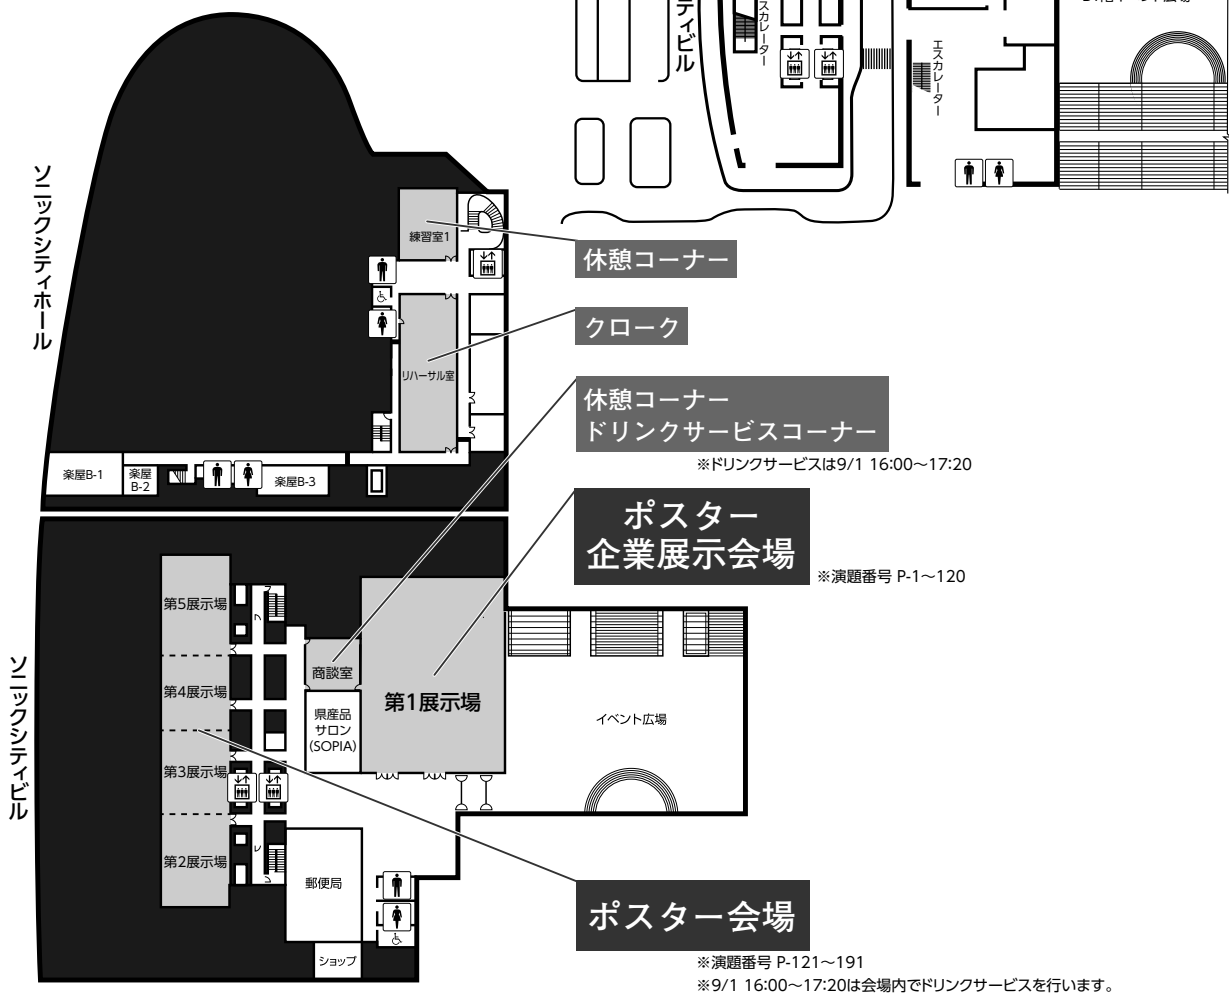 ティビル
スカレーター
エスカレーター
ソニックシティホール
練習室1
休憩コーナー
クローク
リハーサル室
休憩コーナー
ドリンクサービスコーナー
※ドリンクサービスは9/1 16:00〜17:20
楽屋B-1
楽屋
B-2
楽屋B-3
ポスター
企業展示会場
※演題番号 P-1〜120
ソニックシティビル
第5展示場
第4展示場
第3展示場
第2展示場
商談室
県産品
サロン
(SOPIA)
第1展示場
イベント広場
郵便局
ショップ
ポスター会場
※演題番号 P-121〜191
※9/1 16:00〜17:20は会場内でドリンクサービスを行います。